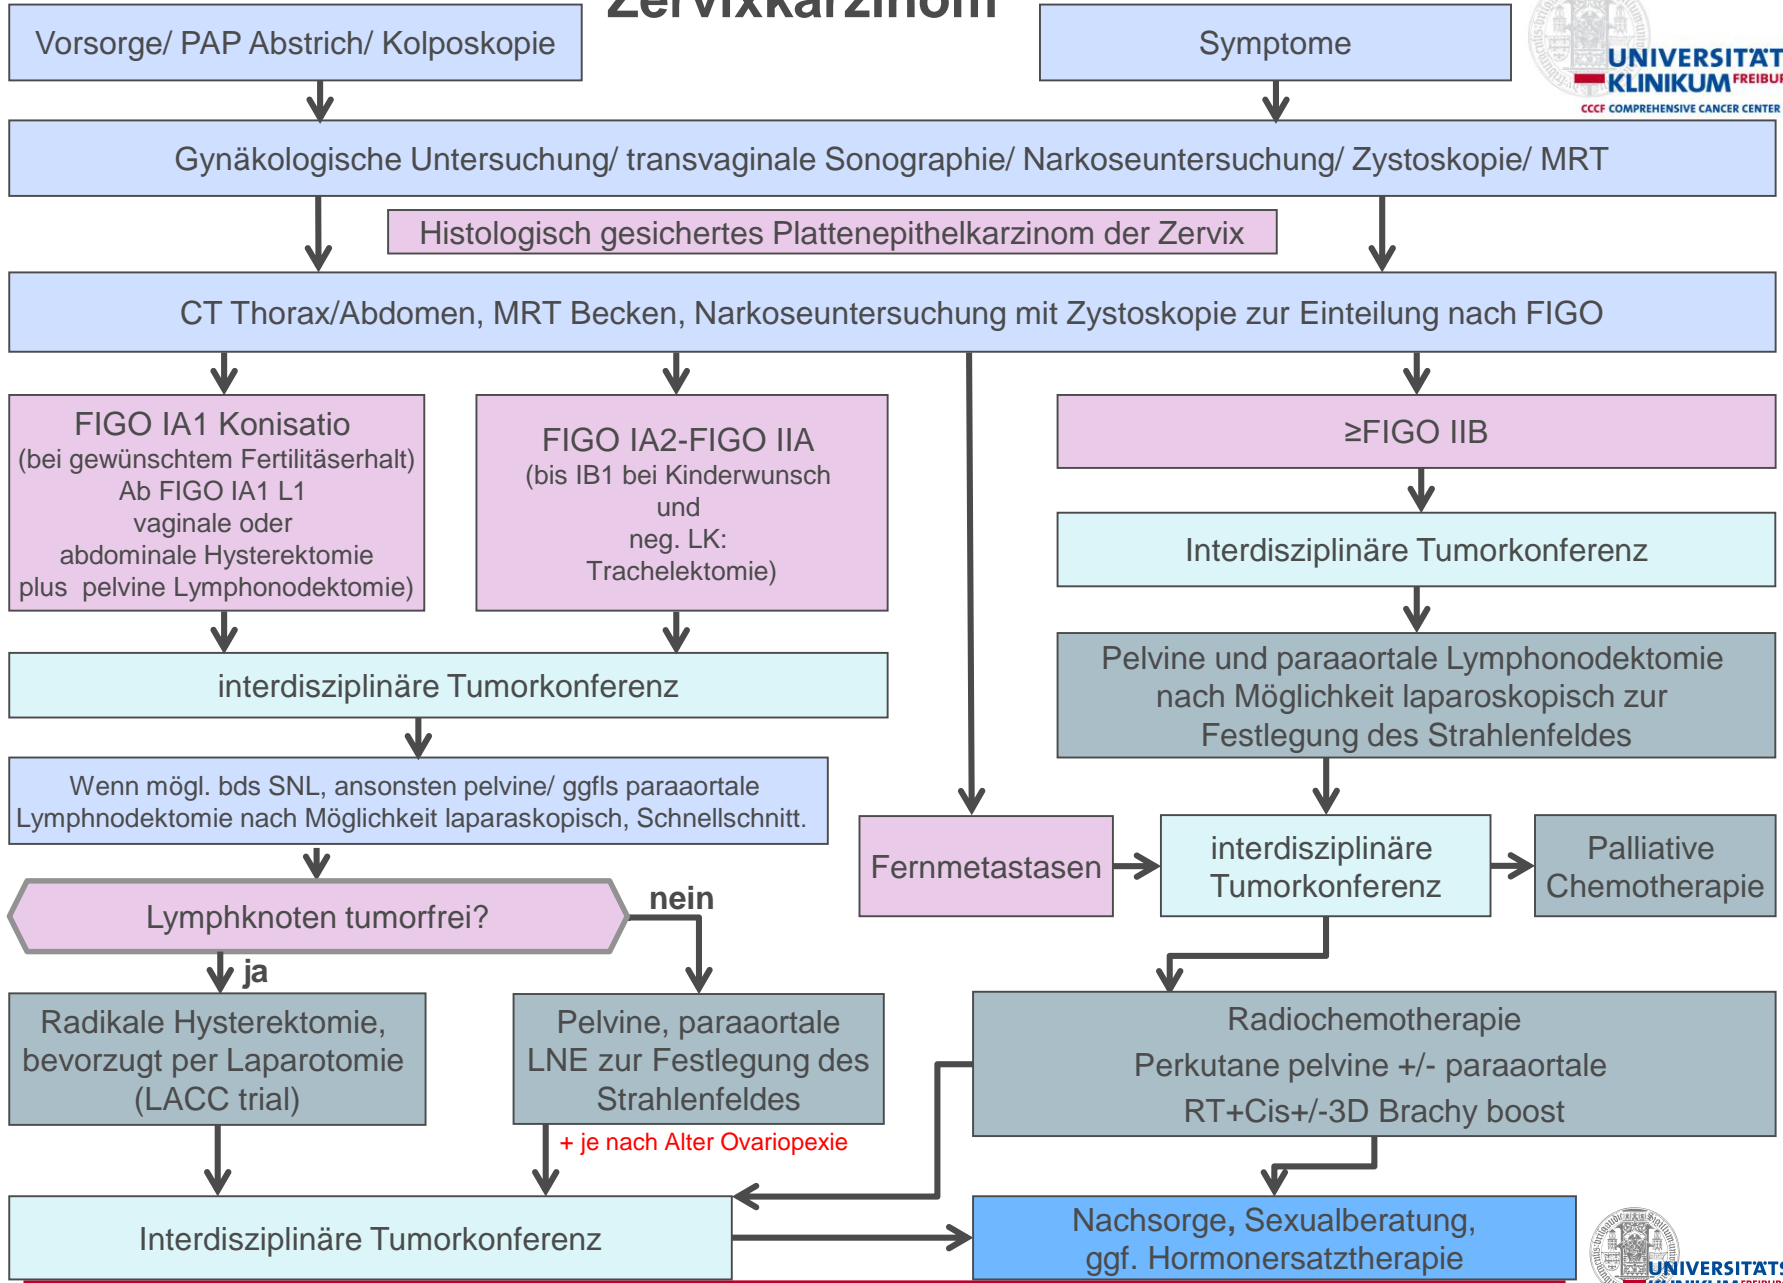 Zervixkarzinom
Vorsorge/ PAP Abstrich/ Kolposkopie
Symptome
UNIVERSITÄT
KLINIKUM FREIBUR
CCCF COMPREHENSIVE CANCER CENTER
Gynäkologische Untersuchung/ transvaginale Sonographie/ Narkoseuntersuchung/ Zystoskopie/ MRT
Histologisch gesichertes Plattenepithelkarzinom der Zervix
CT Thorax/Abdomen, MRT Becken, Narkoseuntersuchung mit Zystoskopie zur Einteilung nach FIGO
FIGO IA1 Konisatio
(bei gewünschtem Fertilitäserhalt)
Ab FIGO IA1 L1
vaginale oder
abdominale Hysterektomie
plus pelvine Lymphonodektomie)
FIGO IA2-FIGO IIA
(bis IB1 bei Kinderwunsch
und
neg. LK:
Trachelektomie)
≥FIGO IIB
Interdisziplinäre Tumorkonferenz
interdisziplinäre Tumorkonferenz
Pelvine und paraaortale Lymphonodektomie
nach Möglichkeit laparoskopisch zur
Festlegung des Strahlenfeldes
Wenn mögl. bds SNL, ansonsten pelvine/ ggfls paraaortale
Lymphnodektomie nach Möglichkeit laparaskopisch, Schnellschnitt.
Fernmetastasen
interdisziplinäre
Tumorkonferenz
Palliative
Chemotherapie
Lymphknoten tumorfrei?
nein
ja
Radikale Hysterektomie,
bevorzugt per Laparotomie
(LACC trial)
Pelvine, paraaortale
LNE zur Festlegung des
Strahlenfeldes
+ je nach Alter Ovariopexie
Radiochemotherapie
Perkutane pelvine +/- paraaortale
RT+Cis+/-3D Brachy boost
Interdisziplinäre Tumorkonferenz
Nachsorge, Sexualberatung,
ggf. Hormonersatztherapie
UNIVERSITÄTS